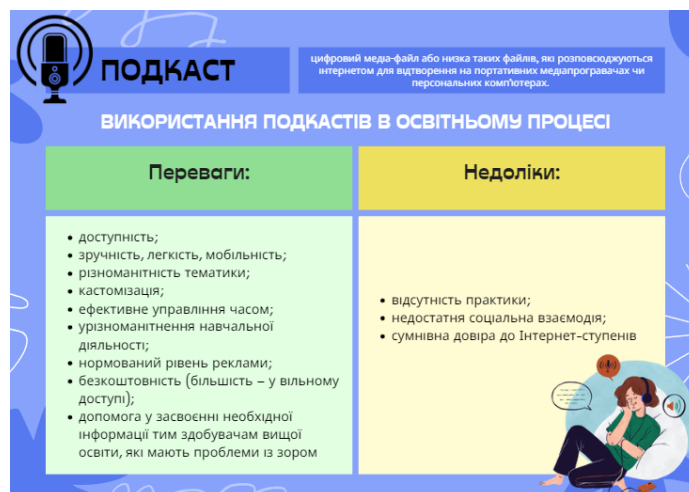 ПОДКАСТ
цифровий медіа-файл або низка таких файлів, які розповсюджуються
інтернетом для відтворення на портативних медіапрогравачах чи
персональних комп'ютерах.
ВИКОРИСТАННЯ ПОДКАСТІВ В ОСВІТНЬОМУ ПРОЦЕСІ
Переваги:
• доступність;
• зручність, легкість, мобільність;
• різноманітність тематики;
• кастомізація;
• ефективне управління часом;
• урізноманітнення навчальної
діяльності;
• нормований рівень реклами;
• безкоштовність (більшість – у вільному
доступі);
• допомога у засвоєнні необхідної
інформації тим здобувачам вищої
освіти, які мають проблеми із зором
Недоліки:
• відсутність практики;
• недостатня соціальна взаємодія;
• сумнівна довіра до Інтернет-ступенів